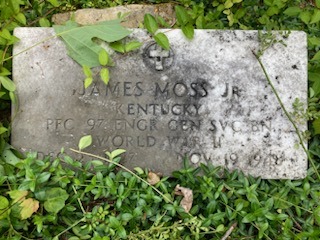 JAMES MOSS JR
KENTUCKY
PFC 97 ENGR GEN SVC BN
WORLD WAR II
NOV 19